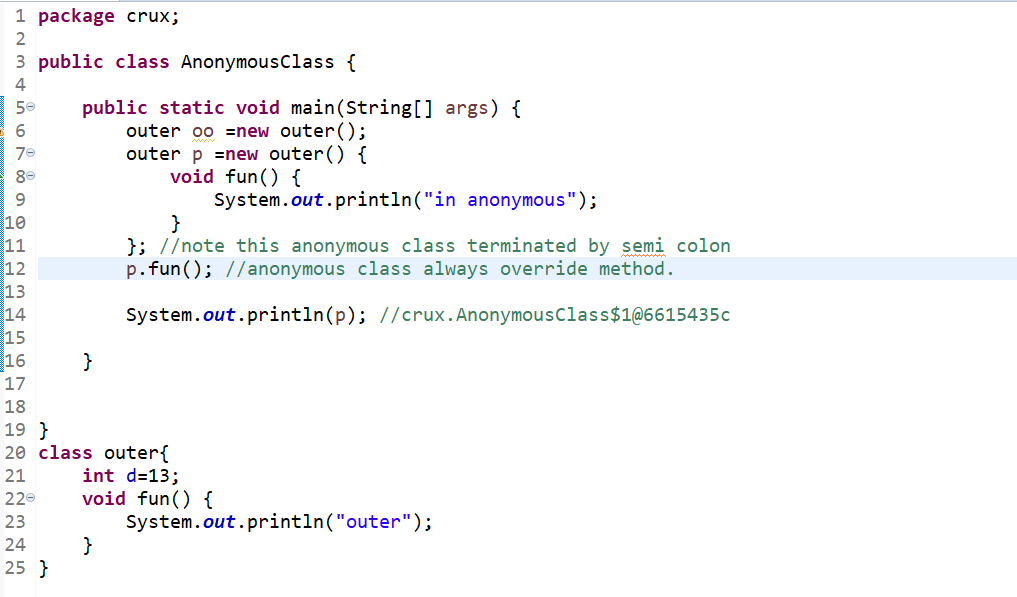 1 package crux;
2
3 public class AnonymousClass {
4
5 public static void main(String[] args) {
6 outer oo =new outer();
7 outer p =new outer() {
8 void fun() {
9 System.out.println("in anonymous");
10 }
11 }; //note this anonymous class terminated by semi colon
12 p.fun(); //anonymous class always override method.
13
14 System.out.println(p); //crux.AnonymousClass$1@6615435c
15
16 }
17
18
19 }
20 class outer{
21 int d=13;
22 void fun() {
23 System.out.println("outer");
24 }
25 }